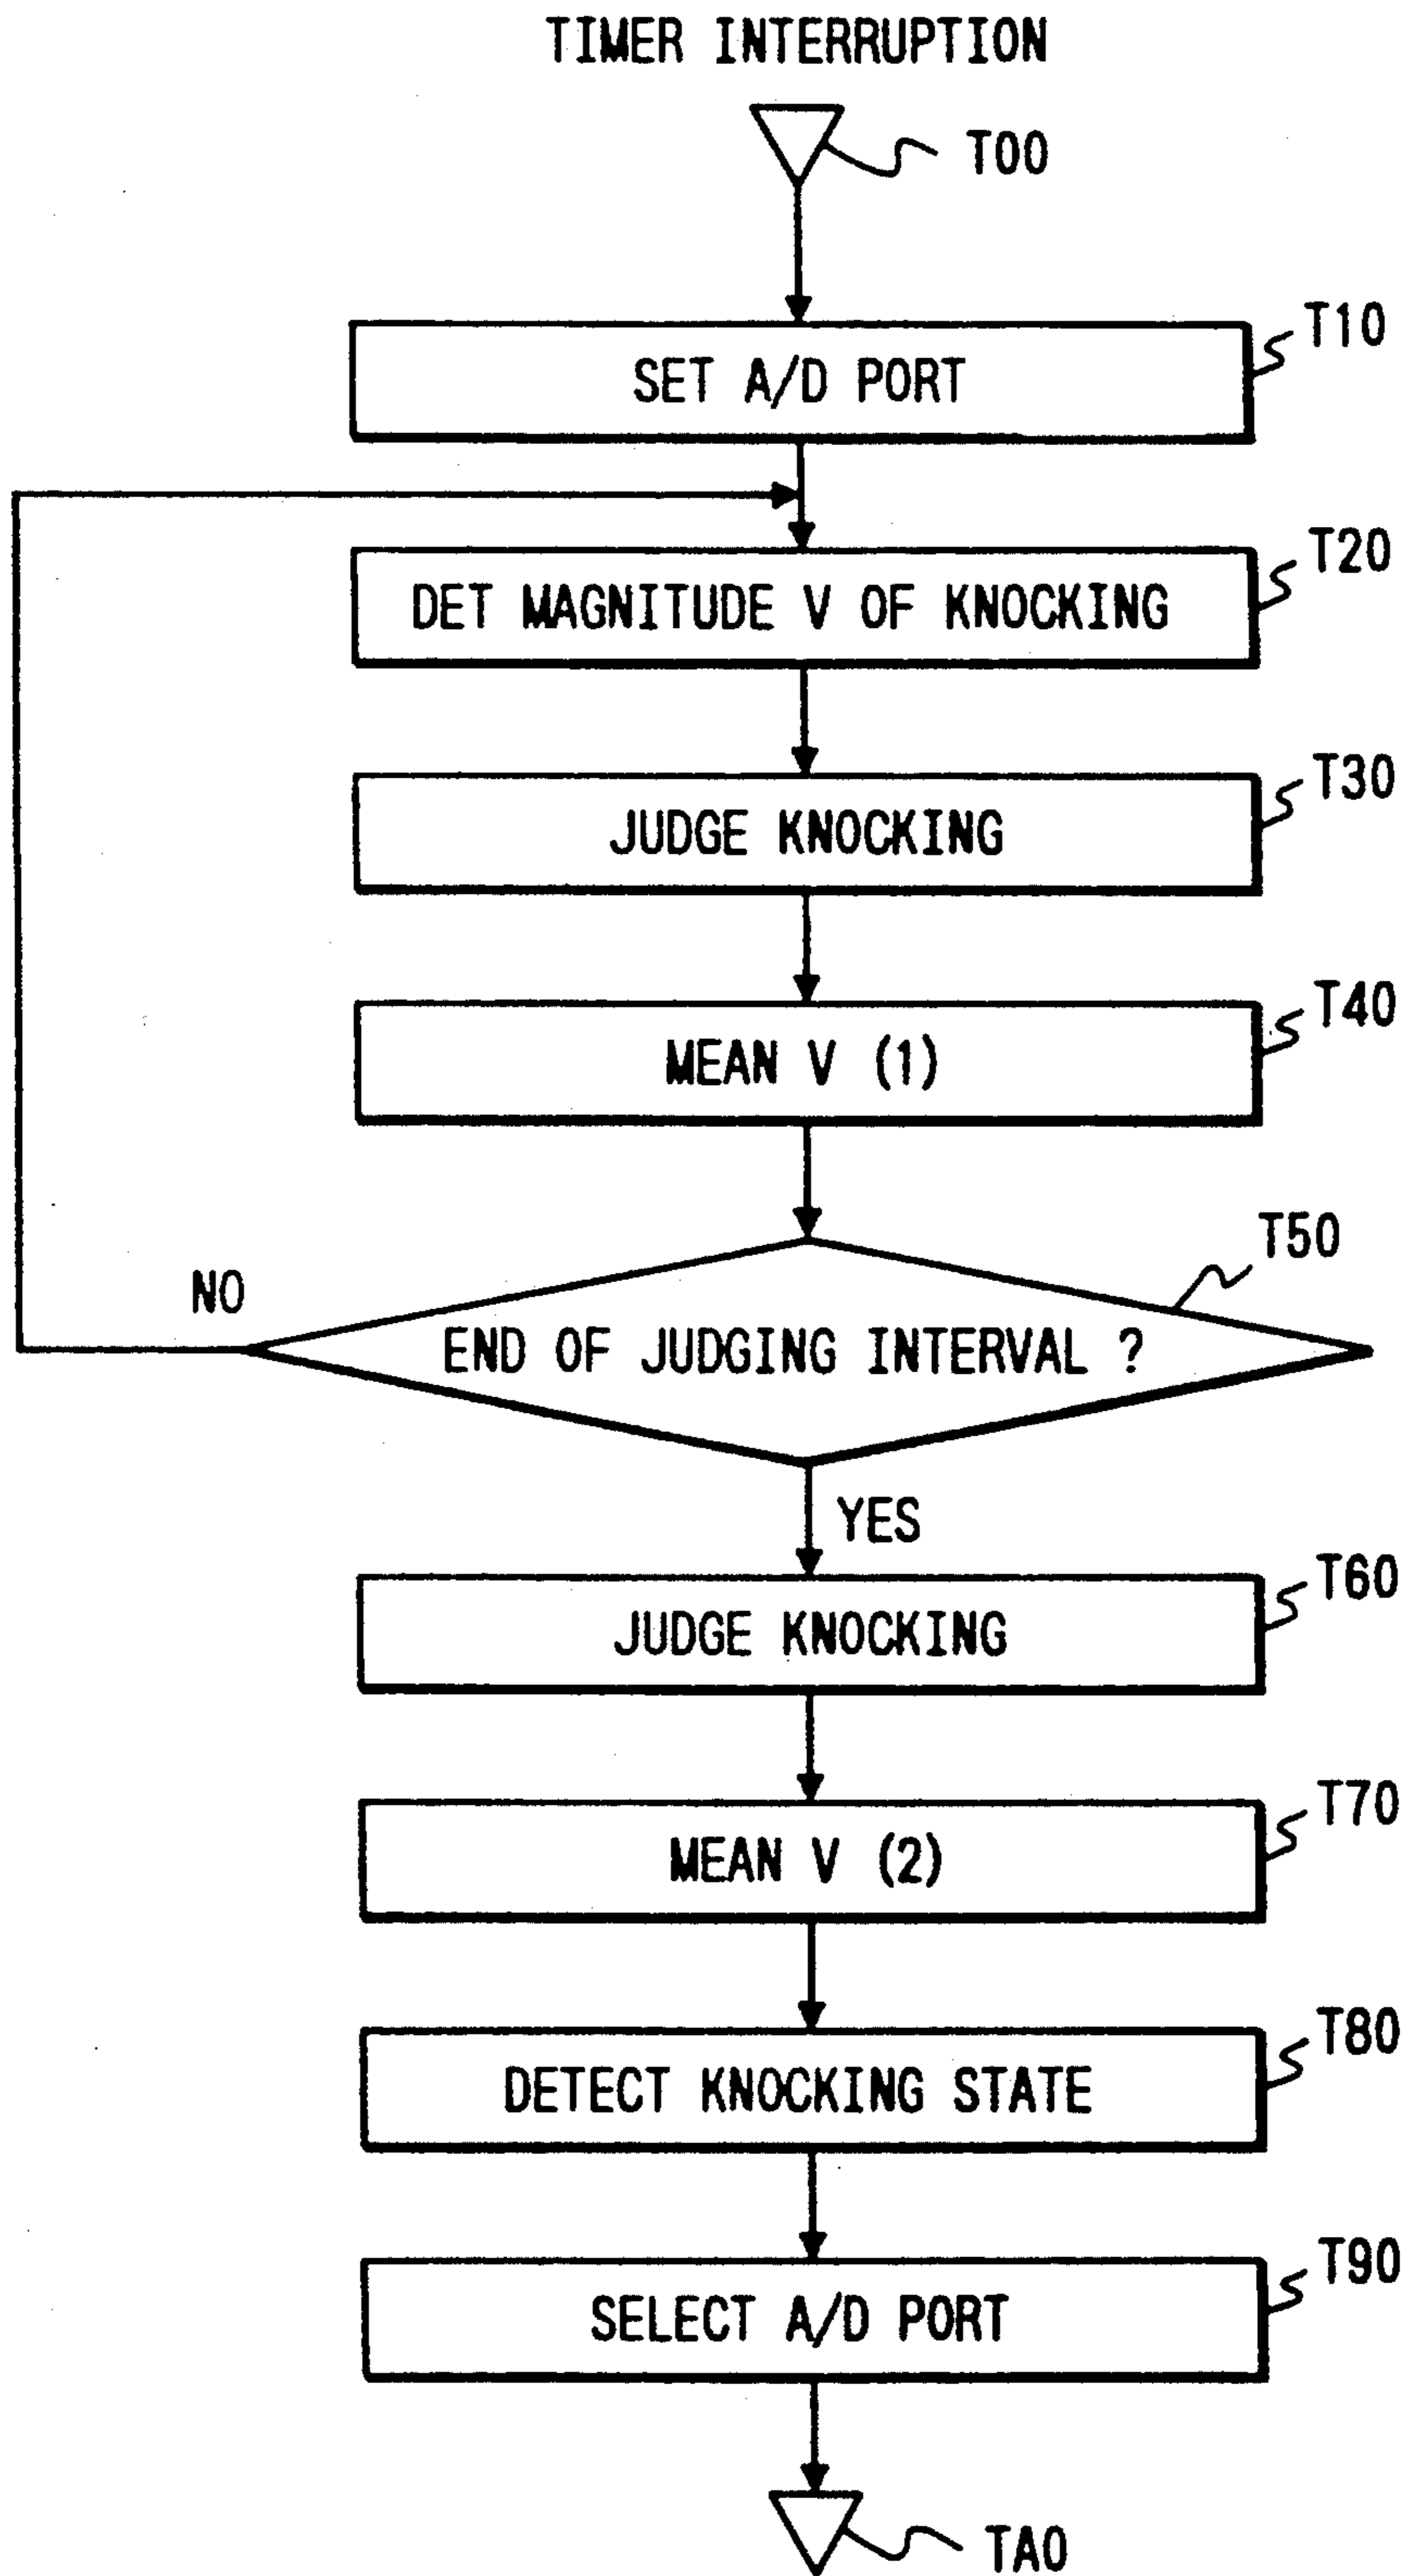 TIMER INTERRUPTION
T00
T10
SET A/D PORT
T20
DET MAGNITUDE V OF KNOCKING
T30
JUDGE KNOCKING
T40
MEAN V (1)
T50
NO
END OF JUDGING INTERVAL ?
YES
T60
JUDGE KNOCKING
T70
MEAN V (2)
T80
DETECT KNOCKING STATE
T90
SELECT A/D PORT
TA0